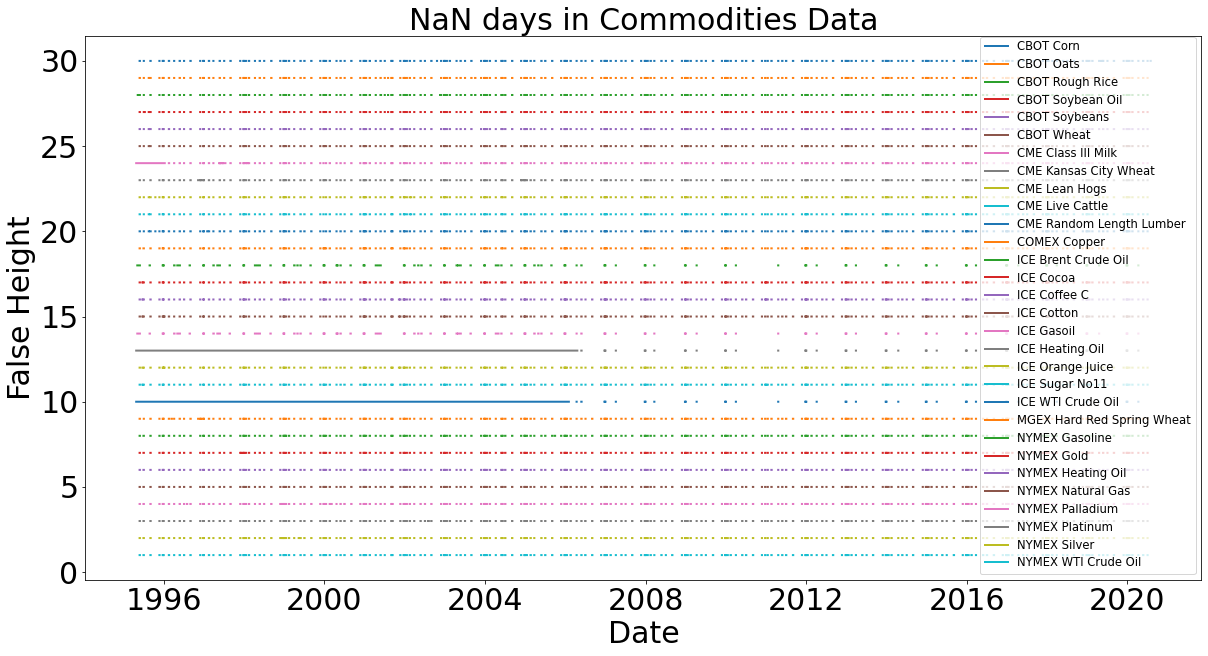 NaN days in Commodities Data
False Height
30
25
20
15
10
5
0
CBOT Corn
CBOT Oats
CBOT Rough Rice
CBOT Soybean Oil
CBOT Soybeans
CBOT Wheat
CME Class III Milk
CME Kansas City Wheat
CME Lean Hogs
CME Live Cattle
CME Random Length Lumber
COMEX Copper
ICE Brent Crude Oil
ICE Cocoa
ICE Coffee C
ICE Cotton
ICE Gasoil
ICE Heating Oil
ICE Orange Juice
ICE Sugar No11
ICE WTI Crude Oil
MGEX Hard Red Spring Wheat
NYMEX Gasoline
NYMEX Gold
NYMEX Heating Oil
NYMEX Natural Gas
NYMEX Palladium
NYMEX Platinum
NYMEX Silver
NYMEX WTI Crude Oil
1996 2000 2004 2008 2012 2016 2020
Date